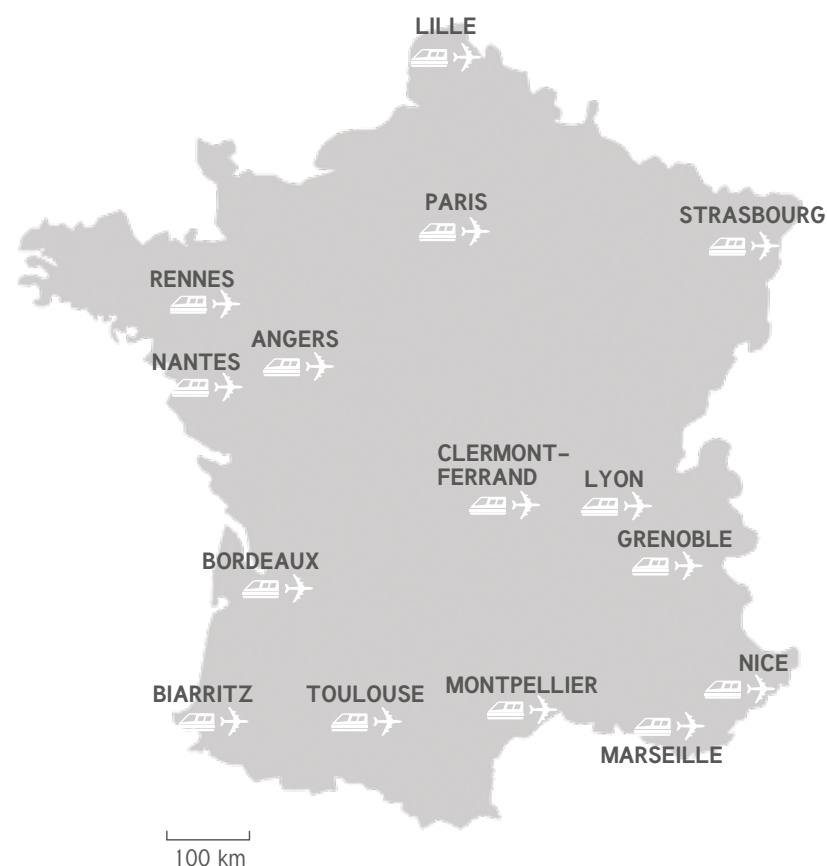 LILLE
PARIS
STRASBOURG
RENNES
ANGERS
NANTES
CLERMONT-
FERRAND
LYON
GRENOBLE
BORDEAUX
NICE
MONTPELLIER
BIARRITZ
TOULOUSE
MARSEILLE
100 km